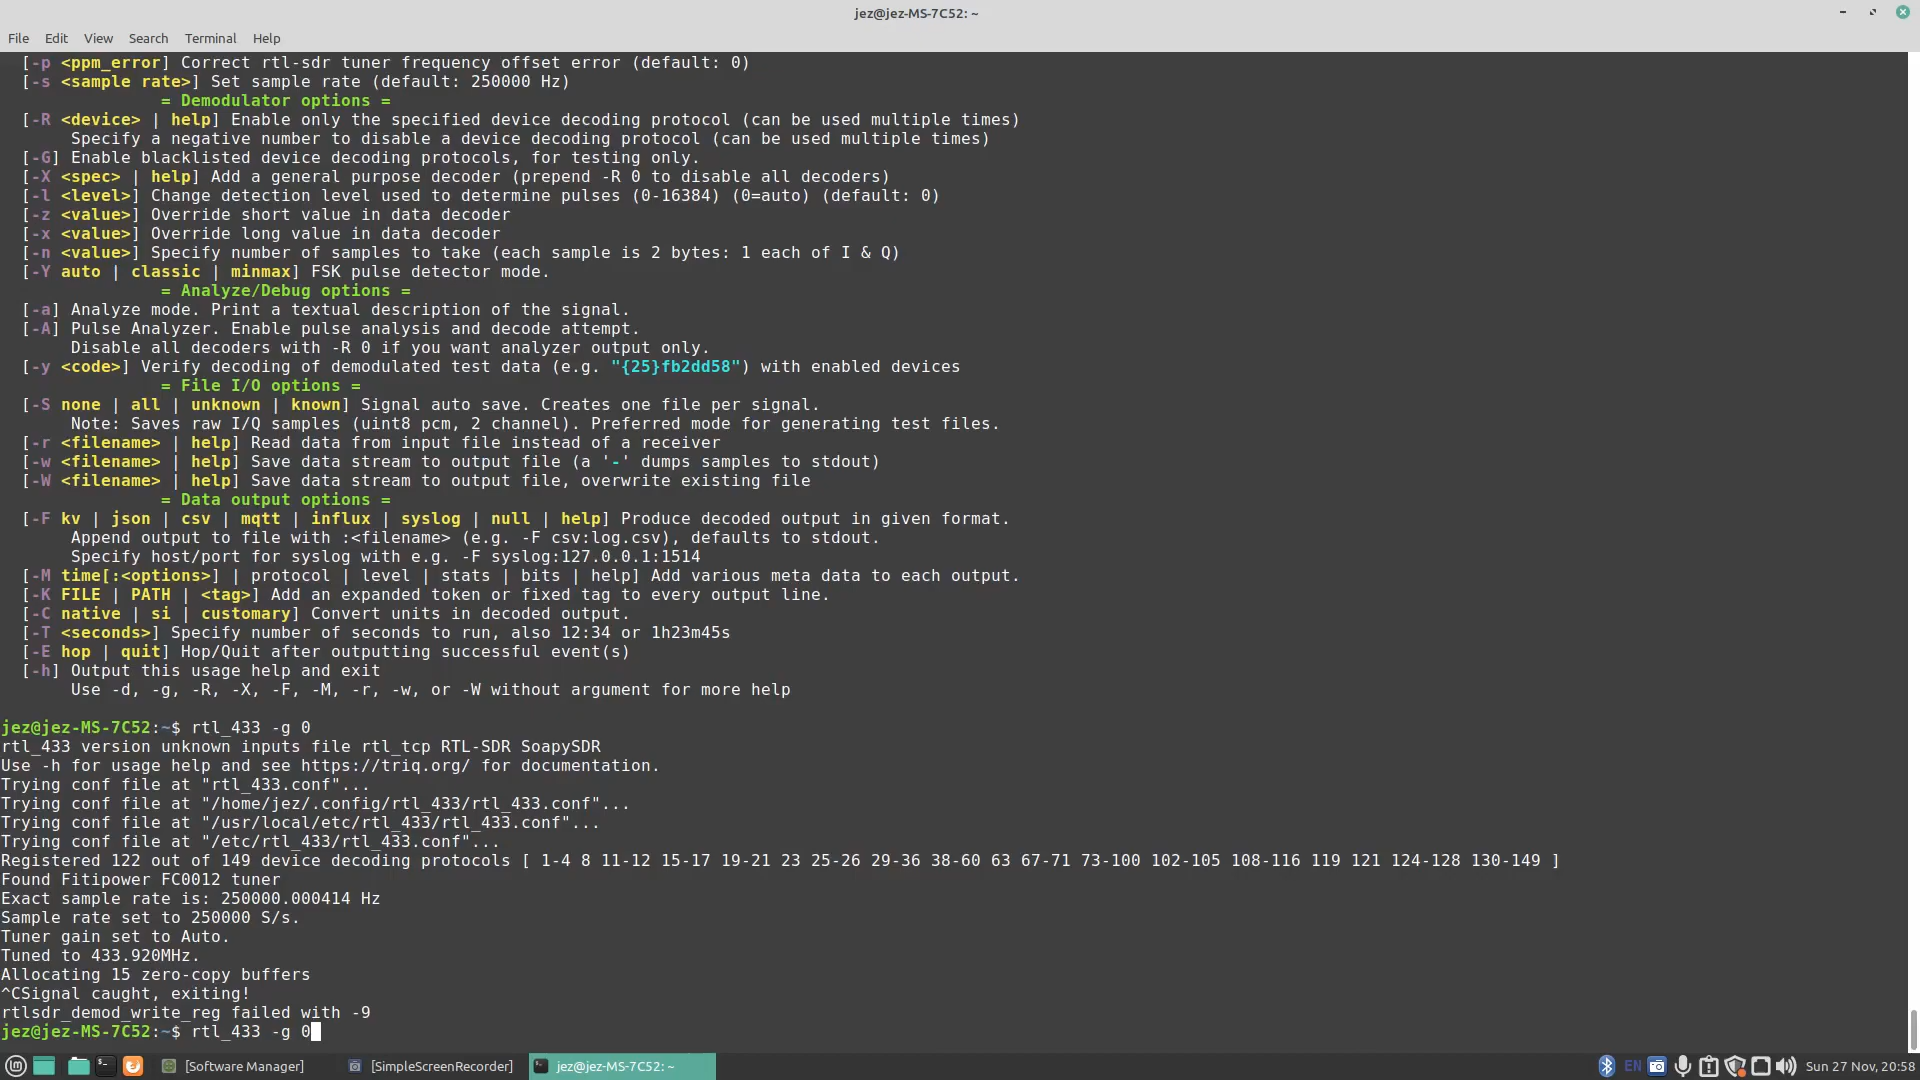 jez@jez-MS-7C52: ~
File Edit View Search Terminal Help
[-p <ppm_error] Correct rtl-sdr tuner frequency offset error (default: 0)
[-s <sample rate>] Set sample rate (default: 250000 Hz)
= Demodulator options =
[-R <device> | help] Enable only the specified device decoding protocol (can be used multiple times)
Specify a negative number to disable a device decoding protocol (can be used multiple times)
[-G] Enable blacklisted device decoding protocols, for testing only.
[-X <spec> | help] Add a general purpose decoder (prepend -R 0 to disable all decoders)
[-l <level>] Change detection level used to determine pulses (0-16384) (0=auto) (default: 0)
[-z <value>] Override short value in data decoder
[-x <value>] Override long value in data decoder
[-n <value>] Specify number of samples to take (each sample is 2 bytes: 1 each of I & Q)
[-Y auto | classic | minmax] FSK pulse detector mode.
= Analyze/Debug options =
[-a] Analyze mode. Print a textual description of the signal.
[-A] Pulse Analyzer. Enable pulse analysis and decode attempt.
Disable all decoders with -R 0 if you want analyzer output only.
[-y <code>] Verify decoding of demodulated test data (e.g. "{25}fb2dd58") with enabled devices
= File I/O options =
[-S none | all | unknown | known] Signal auto save. Creates one file per signal.
Note: Saves raw I/Q samples (uint8 pcm, 2 channel). Preferred mode for generating test files.
[-r <filename> | help] Read data from input file instead of a receiver
[-w <filename> | help] Save data stream to output file (a '-' dumps samples to stdout)
[-W <filename> | help] Save data stream to output file, overwrite existing file
= Data output options =
[-F kv | json | csv | mqtt | influx | syslog | null | help] Produce decoded output in given format.
Append output to file with :<filename> (e.g. -F csv:log.csv), defaults to stdout.
Specify host/port for syslog with e.g. -F syslog:127.0.0.1:1514
[-M time[:<options>] | protocol | level | stats | bits | help] Add various meta data to each output.
[-K FILE | PATH | <tag>] Add an expanded token or fixed tag to every output line.
[-C native | si | customary] Convert units in decoded output.
[-T <seconds>] Specify number of seconds to run, also 12:34 or 1h23m45s
[-E hop | quit] Hop/Quit after outputting successful event(s)
[-h] Output this usage help and exit
Use -d, -g, -R, -X, -F, -M, -r, -w, or -W without argument for more help
jez@jez-MS-7C52:~$ rtl_433 -g 0
rtl_433 version unknown inputs file rtl_tcp RTL-SDR SoapySDR
Use -h for usage help and see https://triq.org/ for documentation.
Trying conf file at "rtl_433.conf"...
Trying conf file at "/home/jez/.config/rtl_433/rtl_433.conf"...
Trying conf file at "/usr/local/etc/rtl_433/rtl_433.conf"...
Trying conf file at "/etc/rtl_433/rtl_433.conf"...
Registered 122 out of 149 device decoding protocols [ 1-4 8 11-12 15-17 19-21 23 25-26 29-36 38-60 63 67-71 73-100 102-105 108-116 119 121 124-128 130-149 ]
Found Fitipower FC0012 tuner
Exact sample rate is: 250000.000414 Hz
Sample rate set to 250000 S/s.
Tuner gain set to Auto.
Tuned to 433.920MHz.
Allocating 15 zero-copy buffers
^CSignal caught, exiting!
rtlsdr_demod_write_reg failed with -9
jez@jez-MS-7C52:~$ rtl_433 -g 0
[Software Manager] [SimpleScreenRecorder] jez@jez-MS-7C52: ~ EN Sun 27 Nov, 20:58